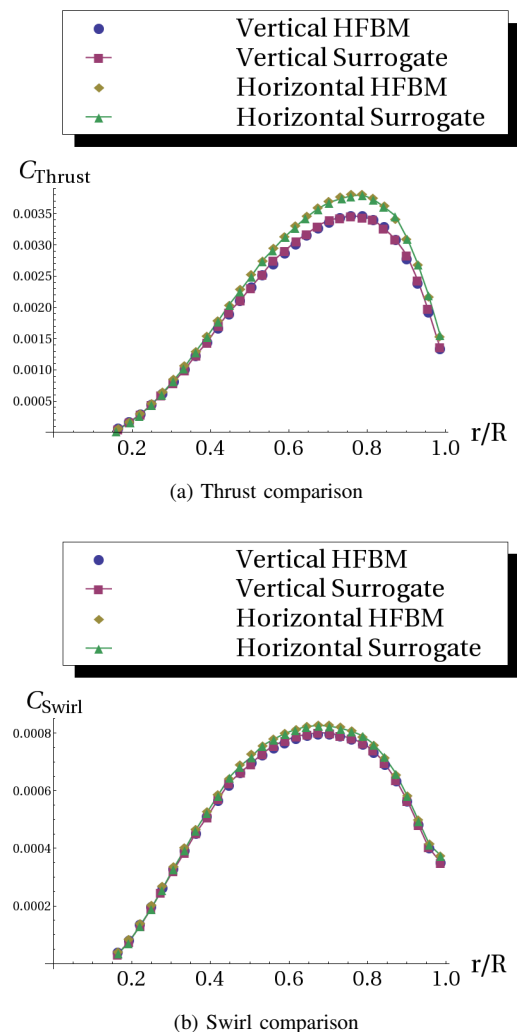 Vertical HFBM
Vertical Surrogate
Horizontal HFBM
Horizontal Surrogate
C_Thrust
0.0035
0.0030
0.0025
0.0020
0.0015
0.0010
0.0005
0.2 0.4 0.6 0.8 1.0
r/R
(a) Thrust comparison
Vertical HFBM
Vertical Surrogate
Horizontal HFBM
Horizontal Surrogate
C_Swirl
0.0008
0.0006
0.0004
0.0002
0.2 0.4 0.6 0.8 1.0
r/R
(b) Swirl comparison